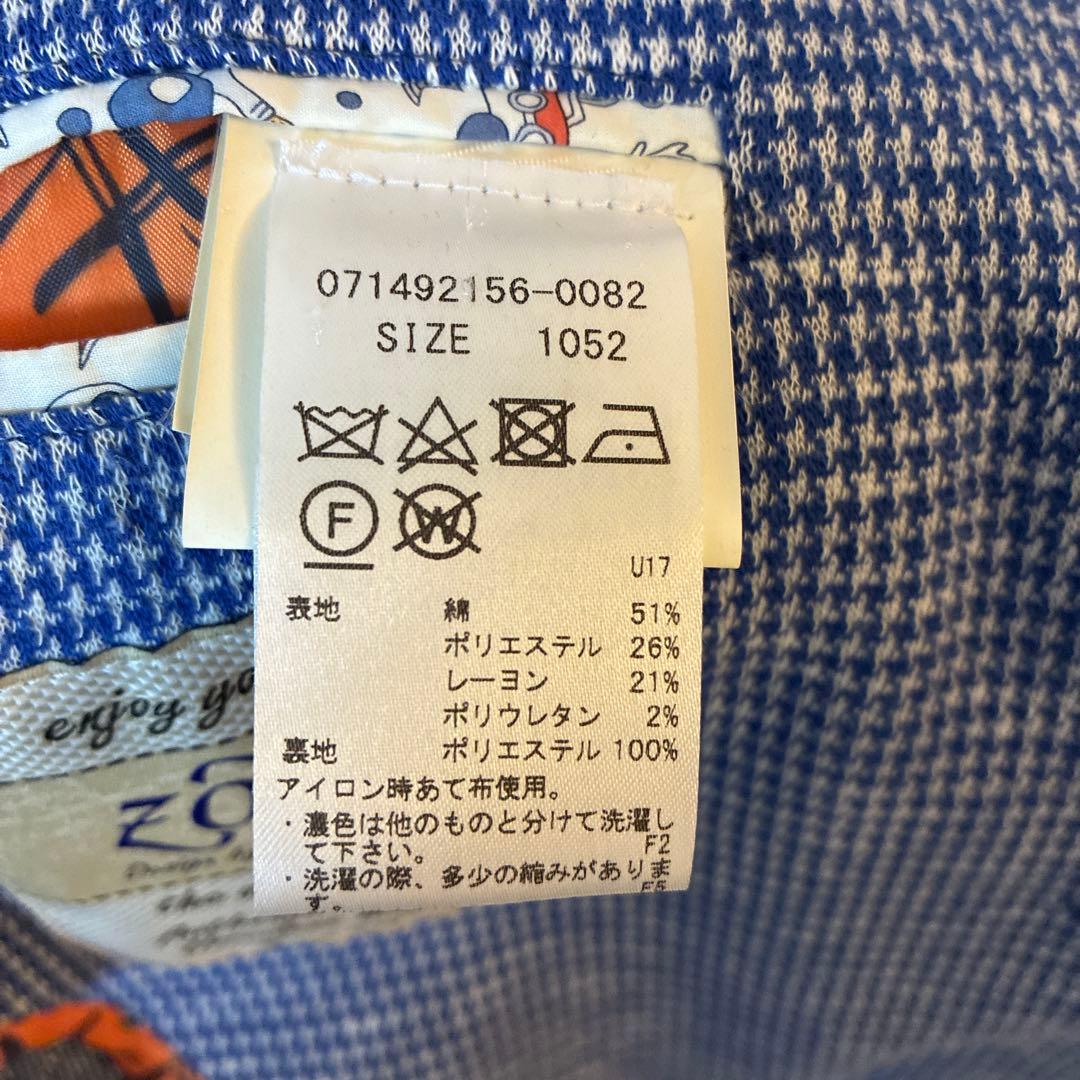 071492156-0082
SIZE 1052
F W
U17
表地 綿 51%
ポリエステル 26%
レーヨン 21%
ポリウレタン 2%
裏地 ポリエステル 100%
アイロン時あて布使用。
・濃色は他のものと分けて洗濯し
て下さい。 F2
・洗濯の際、多少の縮みがありま
す。 F5
enjoy